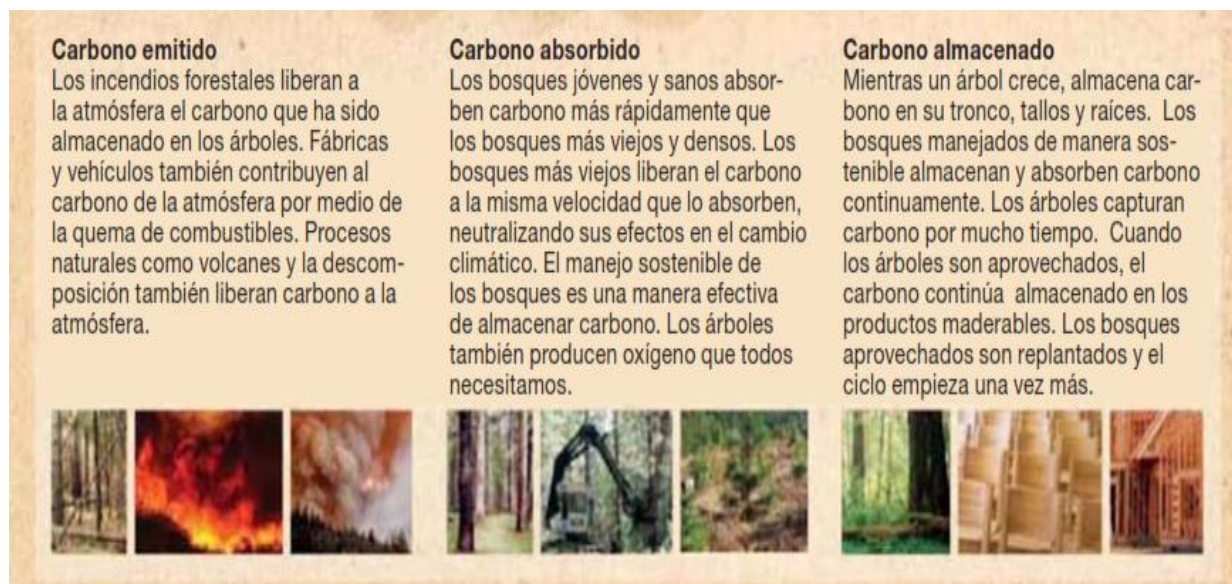 Carbono emitido
Los incendios forestales liberan a
la atmósfera el carbono que ha sido
almacenado en los árboles. Fábricas
y vehículos también contribuyen al
carbono de la atmósfera por medio de
la quema de combustibles. Procesos
naturales como volcanes y la descom-
posición también liberan carbono a la
atmósfera.
Carbono absorbido
Los bosques jóvenes y sanos absor-
ben carbono más rápidamente que
los bosques más viejos y densos. Los
bosques más viejos liberan el carbono
a la misma velocidad que lo absorben,
neutralizando sus efectos en el cambio
climático. El manejo sostenible de
los bosques es una manera efectiva
de almacenar carbono. Los árboles
también producen oxígeno que todos
necesitamos.
Carbono almacenado
Mientras un árbol crece, almacena car-
bono en su tronco, tallos y raíces. Los
bosques manejados de manera sos-
tenible almacenan y absorben carbono
continuamente. Los árboles capturan
carbono por mucho tiempo. Cuando
los árboles son aprovechados, el
carbono continúa almacenado en los
productos maderables. Los bosques
aprovechados son replantados y el
ciclo empieza una vez más.